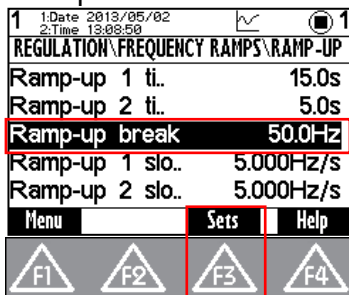 1 1:Date 2013/05/02 1
2:Time 13:08:50
REGULATION\FREQUENCY RAMPS\RAMP-UP
Ramp-up 1 ti.. 15.0s
Ramp-up 2 ti.. 5.0s
Ramp-up break 50.0Hz
Ramp-up 1 slo.. 5.000Hz/s
Ramp-up 2 slo.. 5.000Hz/s
Menu Sets Help
F1 F2 F3 F4